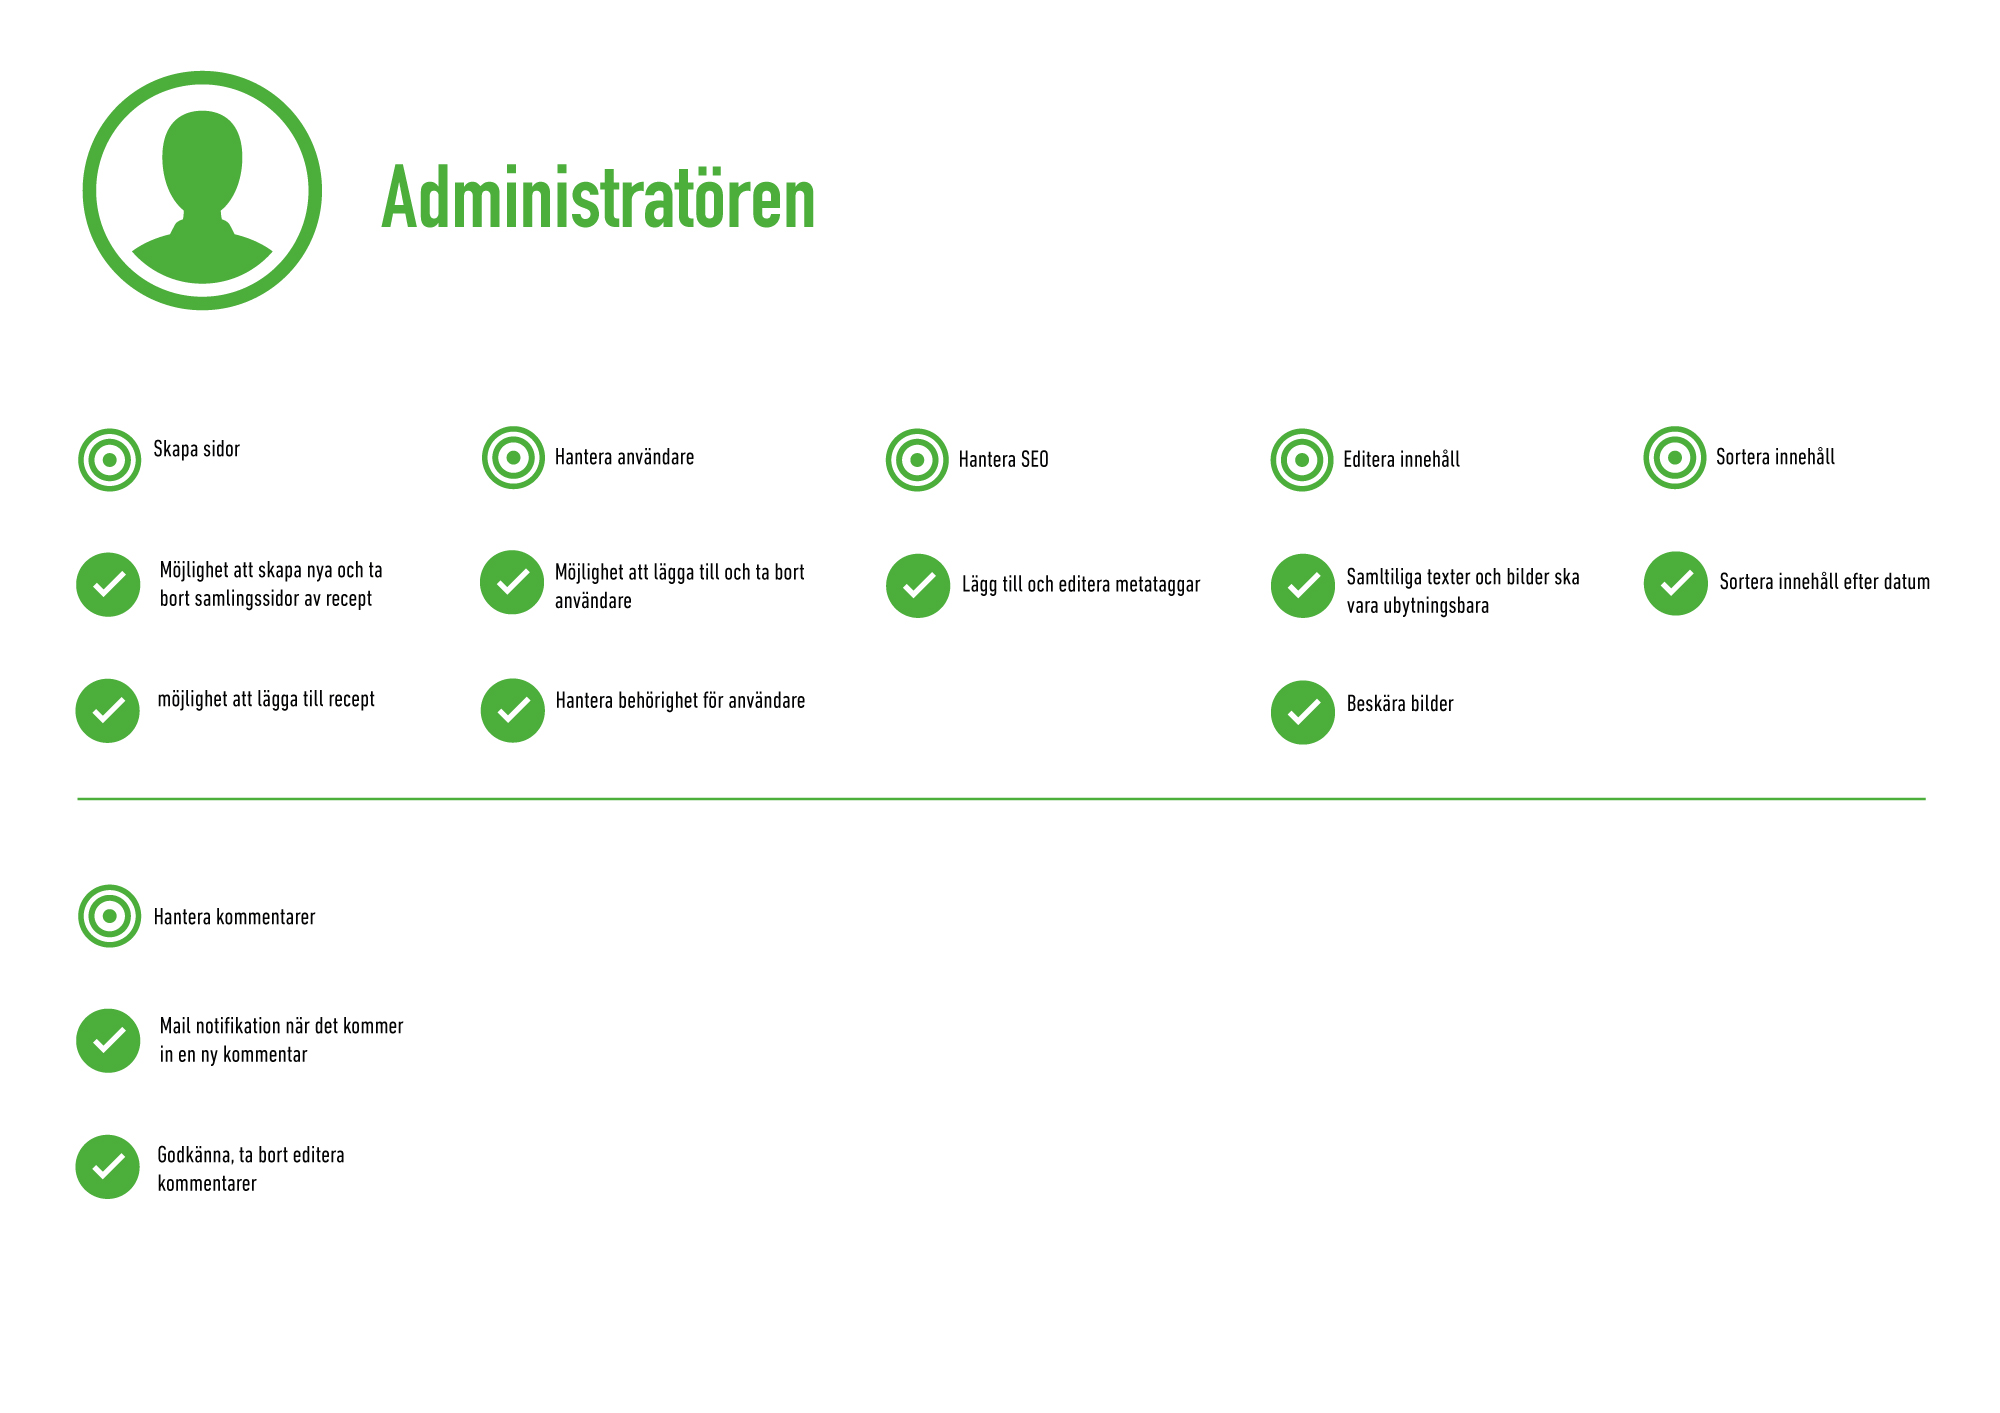 Administratören
Skapa sidor
Möjlighet att skapa nya och ta
bort samlingssidor av recept
möjlighet att lägga till recept
Hantera användare
Möjlighet att lägga till och ta bort
användare
Hantera behörighet för användare
Hantera SEO
Lägg till och editera metataggar
Editera innehåll
Samltiliga texter och bilder ska
vara ubytningsbara
Beskära bilder
Sortera innehåll
Sortera innehåll efter datum
Hantera kommentarer
Mail notifikation när det kommer
in en ny kommentar
Godkänna, ta bort editera
kommentarer